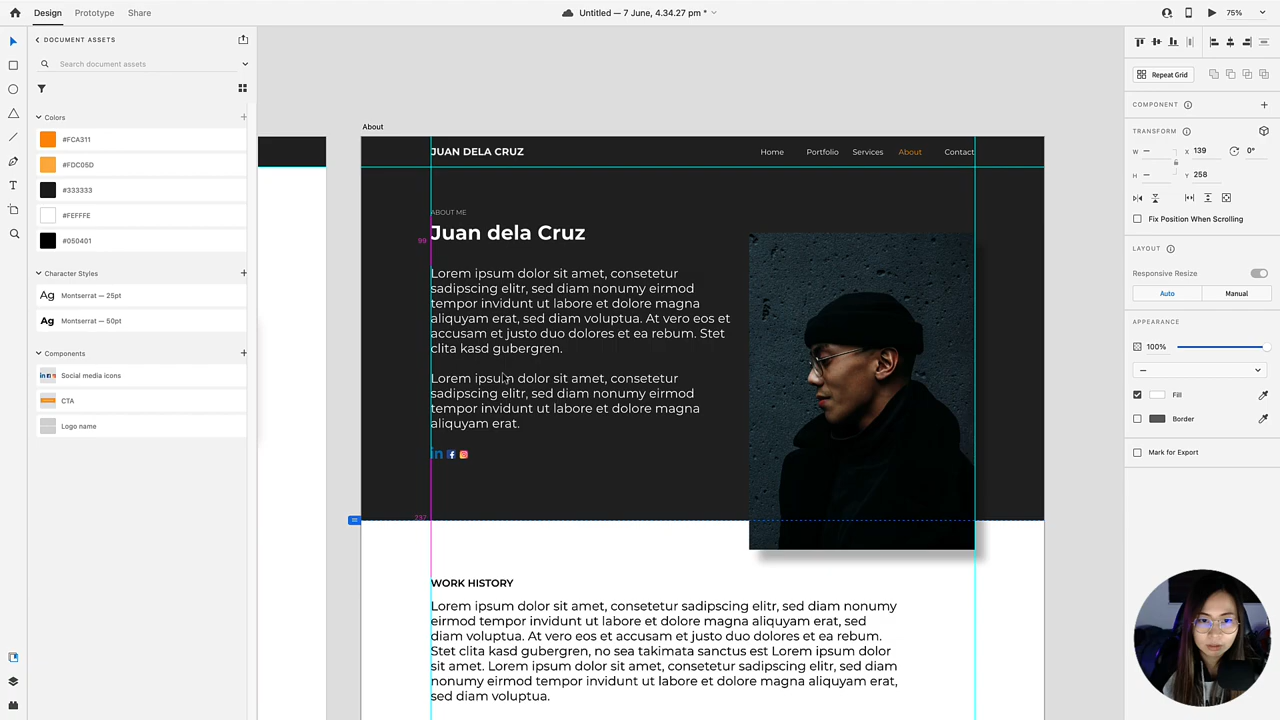 Design Prototype Share
Untitled — 7 June, 4.34.27 pm *
75%
DOCUMENT ASSETS
Search document assets
Colors
#FCA311
#FDC05D
#333333
#FEFFFE
#050401
Character Styles
Ag Montserrat — 25pt
Ag Montserrat — 50pt
Components
Social media icons
CTA
Logo name
About
JUAN DELA CRUZ
Home Portfolio Services About Contact
ABOUT ME
Juan dela Cruz
99
Lorem ipsum dolor sit amet, consetetur
sadipscing elitr, sed diam nonumy eirmod
tempor invidunt ut labore et dolore magna
aliquyam erat, sed diam voluptua. At vero eos et
accusam et justo duo dolores et ea rebum. Stet
clita kasd gubergren.
Lorem ipsum dolor sit amet, consetetur
sadipscing elitr, sed diam nonumy eirmod
tempor invidunt ut labore et dolore magna
aliquyam erat.
in
237
WORK HISTORY
Lorem ipsum dolor sit amet, consetetur sadipscing elitr, sed diam nonumy
eirmod tempor invidunt ut labore et dolore magna aliquyam erat, sed
diam voluptua. At vero eos et accusam et justo duo dolores et ea rebum.
Stet clita kasd gubergren, no sea takimata sanctus est Lorem ipsum dolor
sit amet. Lorem ipsum dolor sit amet, consetetur sadipscing elitr, sed diam
nonumy eirmod tempor invidunt ut labore et dolore magna aliquyam erat,
sed diam voluptua.
Repeat Grid
COMPONENT
TRANSFORM
W — X 139 0°
H — Y 258
Fix Position When Scrolling
LAYOUT
Responsive Resize
Auto Manual
APPEARANCE
100%
—
Fill
Border
Mark for Export